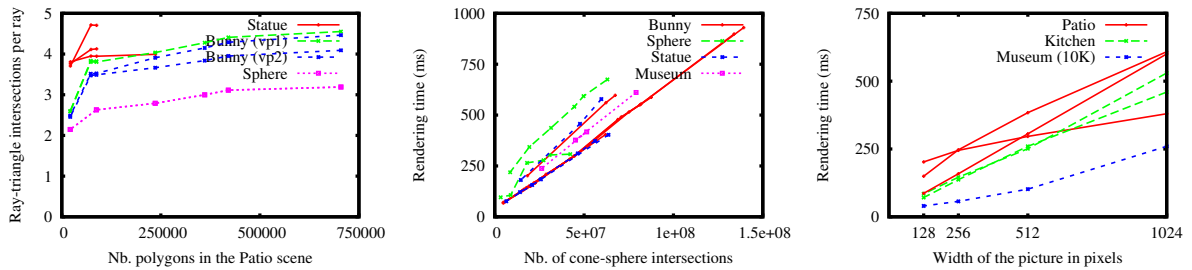 Ray-triangle intersections per ray
5
4
3
2
1
0
0
250000
500000
750000
Nb. polygons in the Patio scene
Statue
Bunny (vp1)
Bunny (vp2)
Sphere
Rendering time (ms)
1000
750
500
250
0
0
5e+07
1e+08
1.5e+08
Nb. of cone-sphere intersections
Bunny
Sphere
Statue
Museum
Rendering time (ms)
750
500
250
0
128
256
512
1024
Width of the picture in pixels
Patio
Kitchen
Museum (10K)